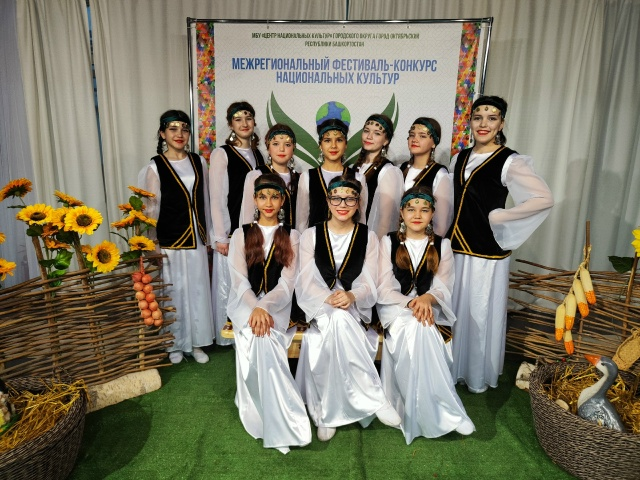 МБУ «ЦЕНТР НАЦИОНАЛЬНЫХ КУЛЬТУР» ГОРОДСКОГО ОКРУГА ГОРОД ОКТЯБРЬСКИЙ
РЕСПУБЛИКИ БАШКОРТОСТАН
МЕЖРЕГИОНАЛЬНЫЙ ФЕСТИВАЛЬ-КОНКУРС
НАЦИОНАЛЬНЫХ КУЛЬТУР